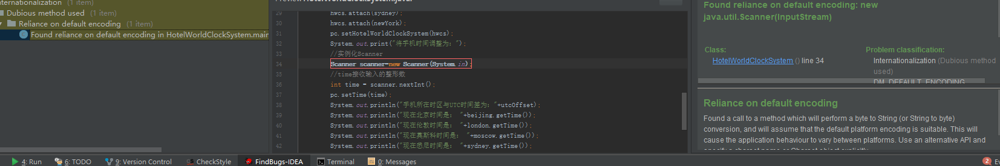 nternationalization (1 item)
Dubious method used (1 item)
Reliance on default encoding (1 item)
Found reliance on default encoding in HotelWorldClockSystem.main
29 hwcs.attach(sydney);
30 hwcs.attach(newYork);
31 pc.setHotelWorldClockSystem(hwcs);
32 System.out.print("将手机时间调整为：");
33 //实例化Scanner
34 Scanner scanner=new Scanner(System.in);
35 //time接收输入的整形数
36 int time = scanner.nextInt();
37 pc.setTime(time);
38 System.out.println("手机所在时区与UTC时间差为："+utcOffset);
39 System.out.println("现在北京时间是： "+beijing.getTime());
40 System.out.println("现在伦敦时间是： "+london.getTime());
41 System.out.println("现在莫斯科时间是： "+moscow.getTime());
42 System.out.println("现在悉尼时间是： "+sydney.getTime());
Found reliance on default encoding: new
java.util.Scanner(InputStream)
Class:
HotelWorldClockSystem () line 34
Problem classification:
Internationalization (Dubious method
used)
DM_DEFAULT_ENCODING
Reliance on default encoding
Found a call to a method which will perform a byte to String (or String to byte)
conversion, and will assume that the default platform encoding is suitable. This will
cause the application behaviour to vary between platforms. Use an alternative API and
specify a charset name or Charset object explicitly.
4: Run
6: TODO
9: Version Control
CheckStyle
FindBugs-IDEA
Terminal
0: Messages
2 Ev